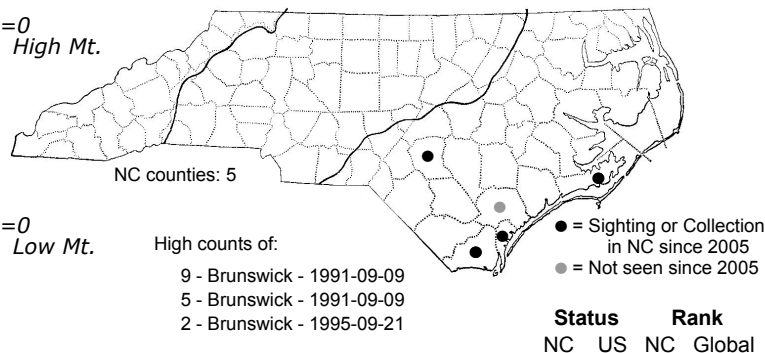 =0
High Mt.
NC counties: 5
=0
Low Mt.
High counts of:
9 - Brunswick - 1991-09-09
5 - Brunswick - 1991-09-09
2 - Brunswick - 1995-09-21
= Sighting or Collection
in NC since 2005
= Not seen since 2005
Status Rank
NC US NC Global